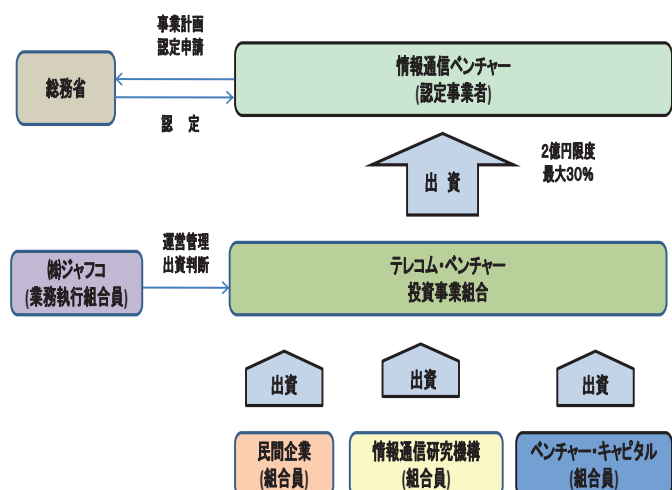 事業計画
認定申請
総務省
認 定
情報通信ベンチャー
(認定事業者)
出 資
2億円限度
最大30%
㈱ジャフコ
(業務執行組合員)
運営管理
出資判断
テレコム・ベンチャー
投資事業組合
出資
出資
出資
民間企業
(組合員)
情報通信研究機構
(組合員)
ベンチャー・キャピタル
(組合員)